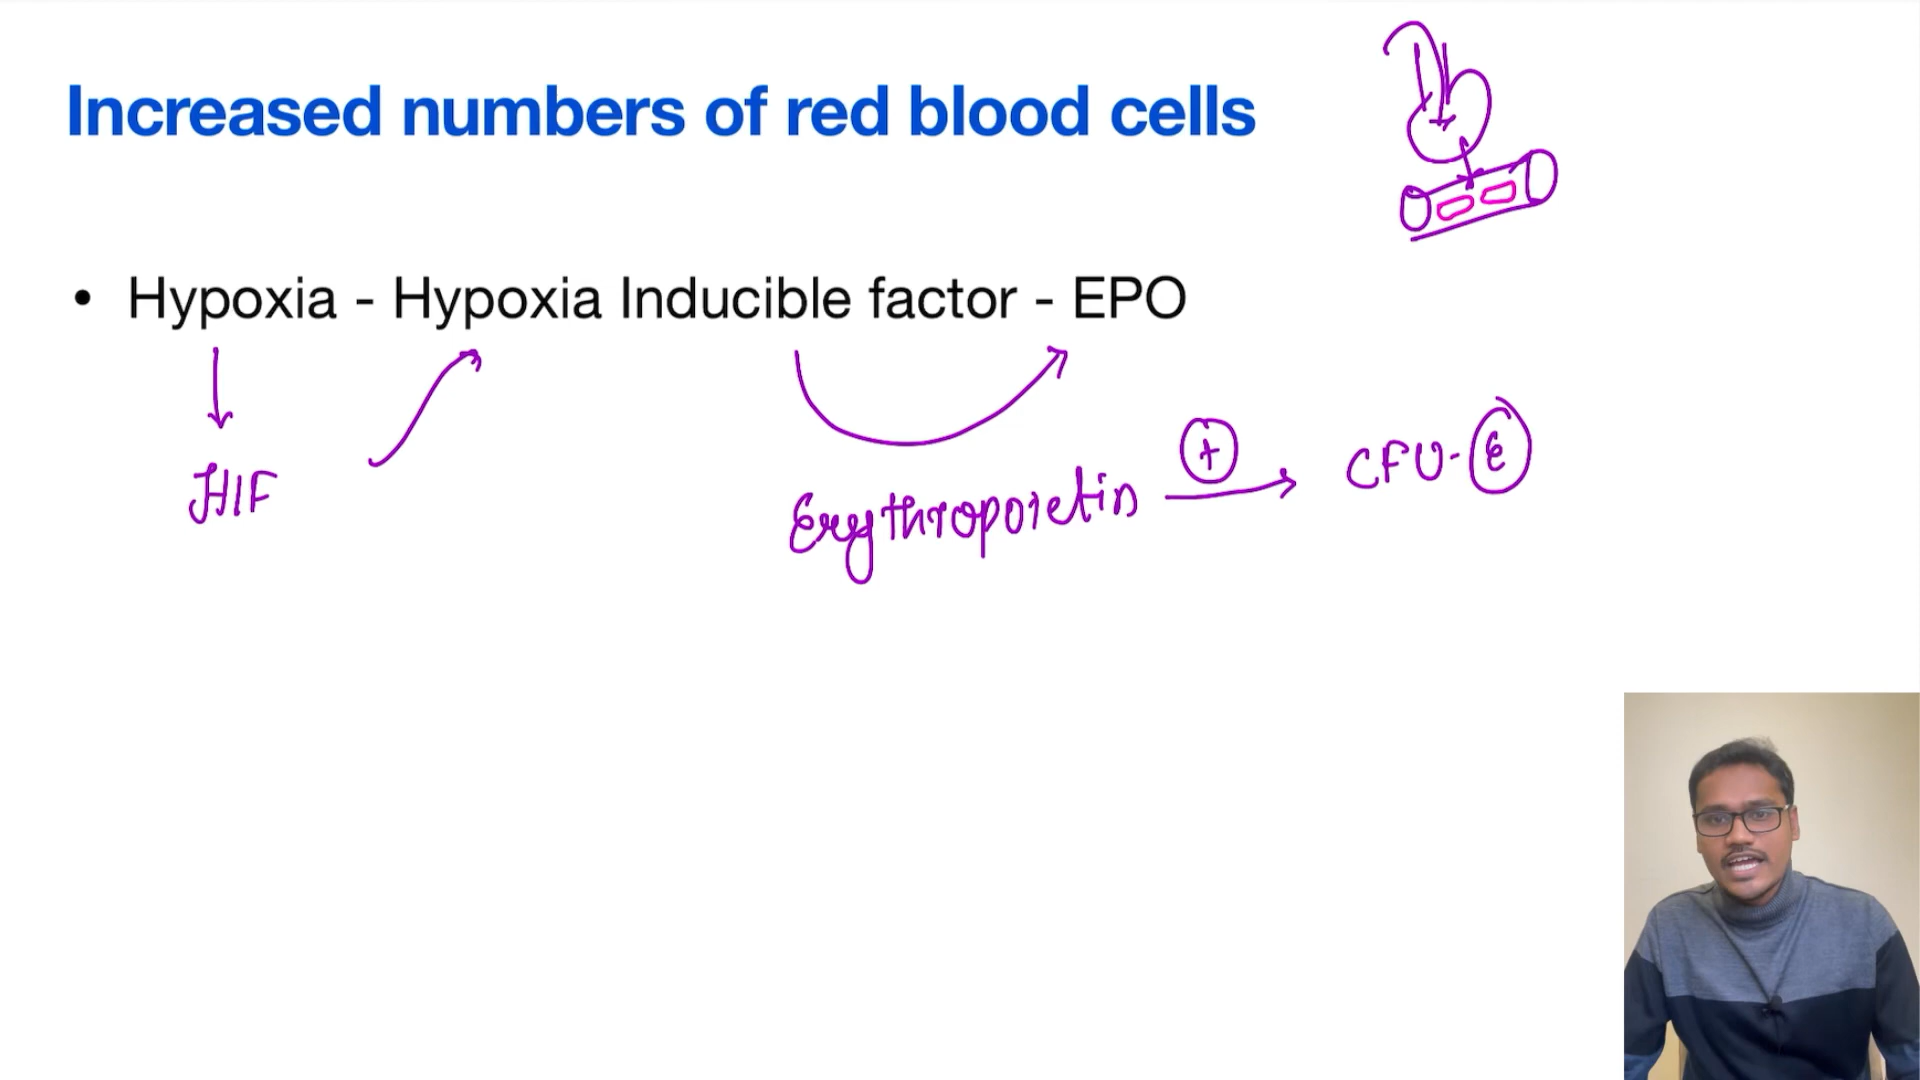 Increased numbers of red blood cells
• Hypoxia - Hypoxia Inducible factor - EPO
HIF
Erythropoietin + CFU-E